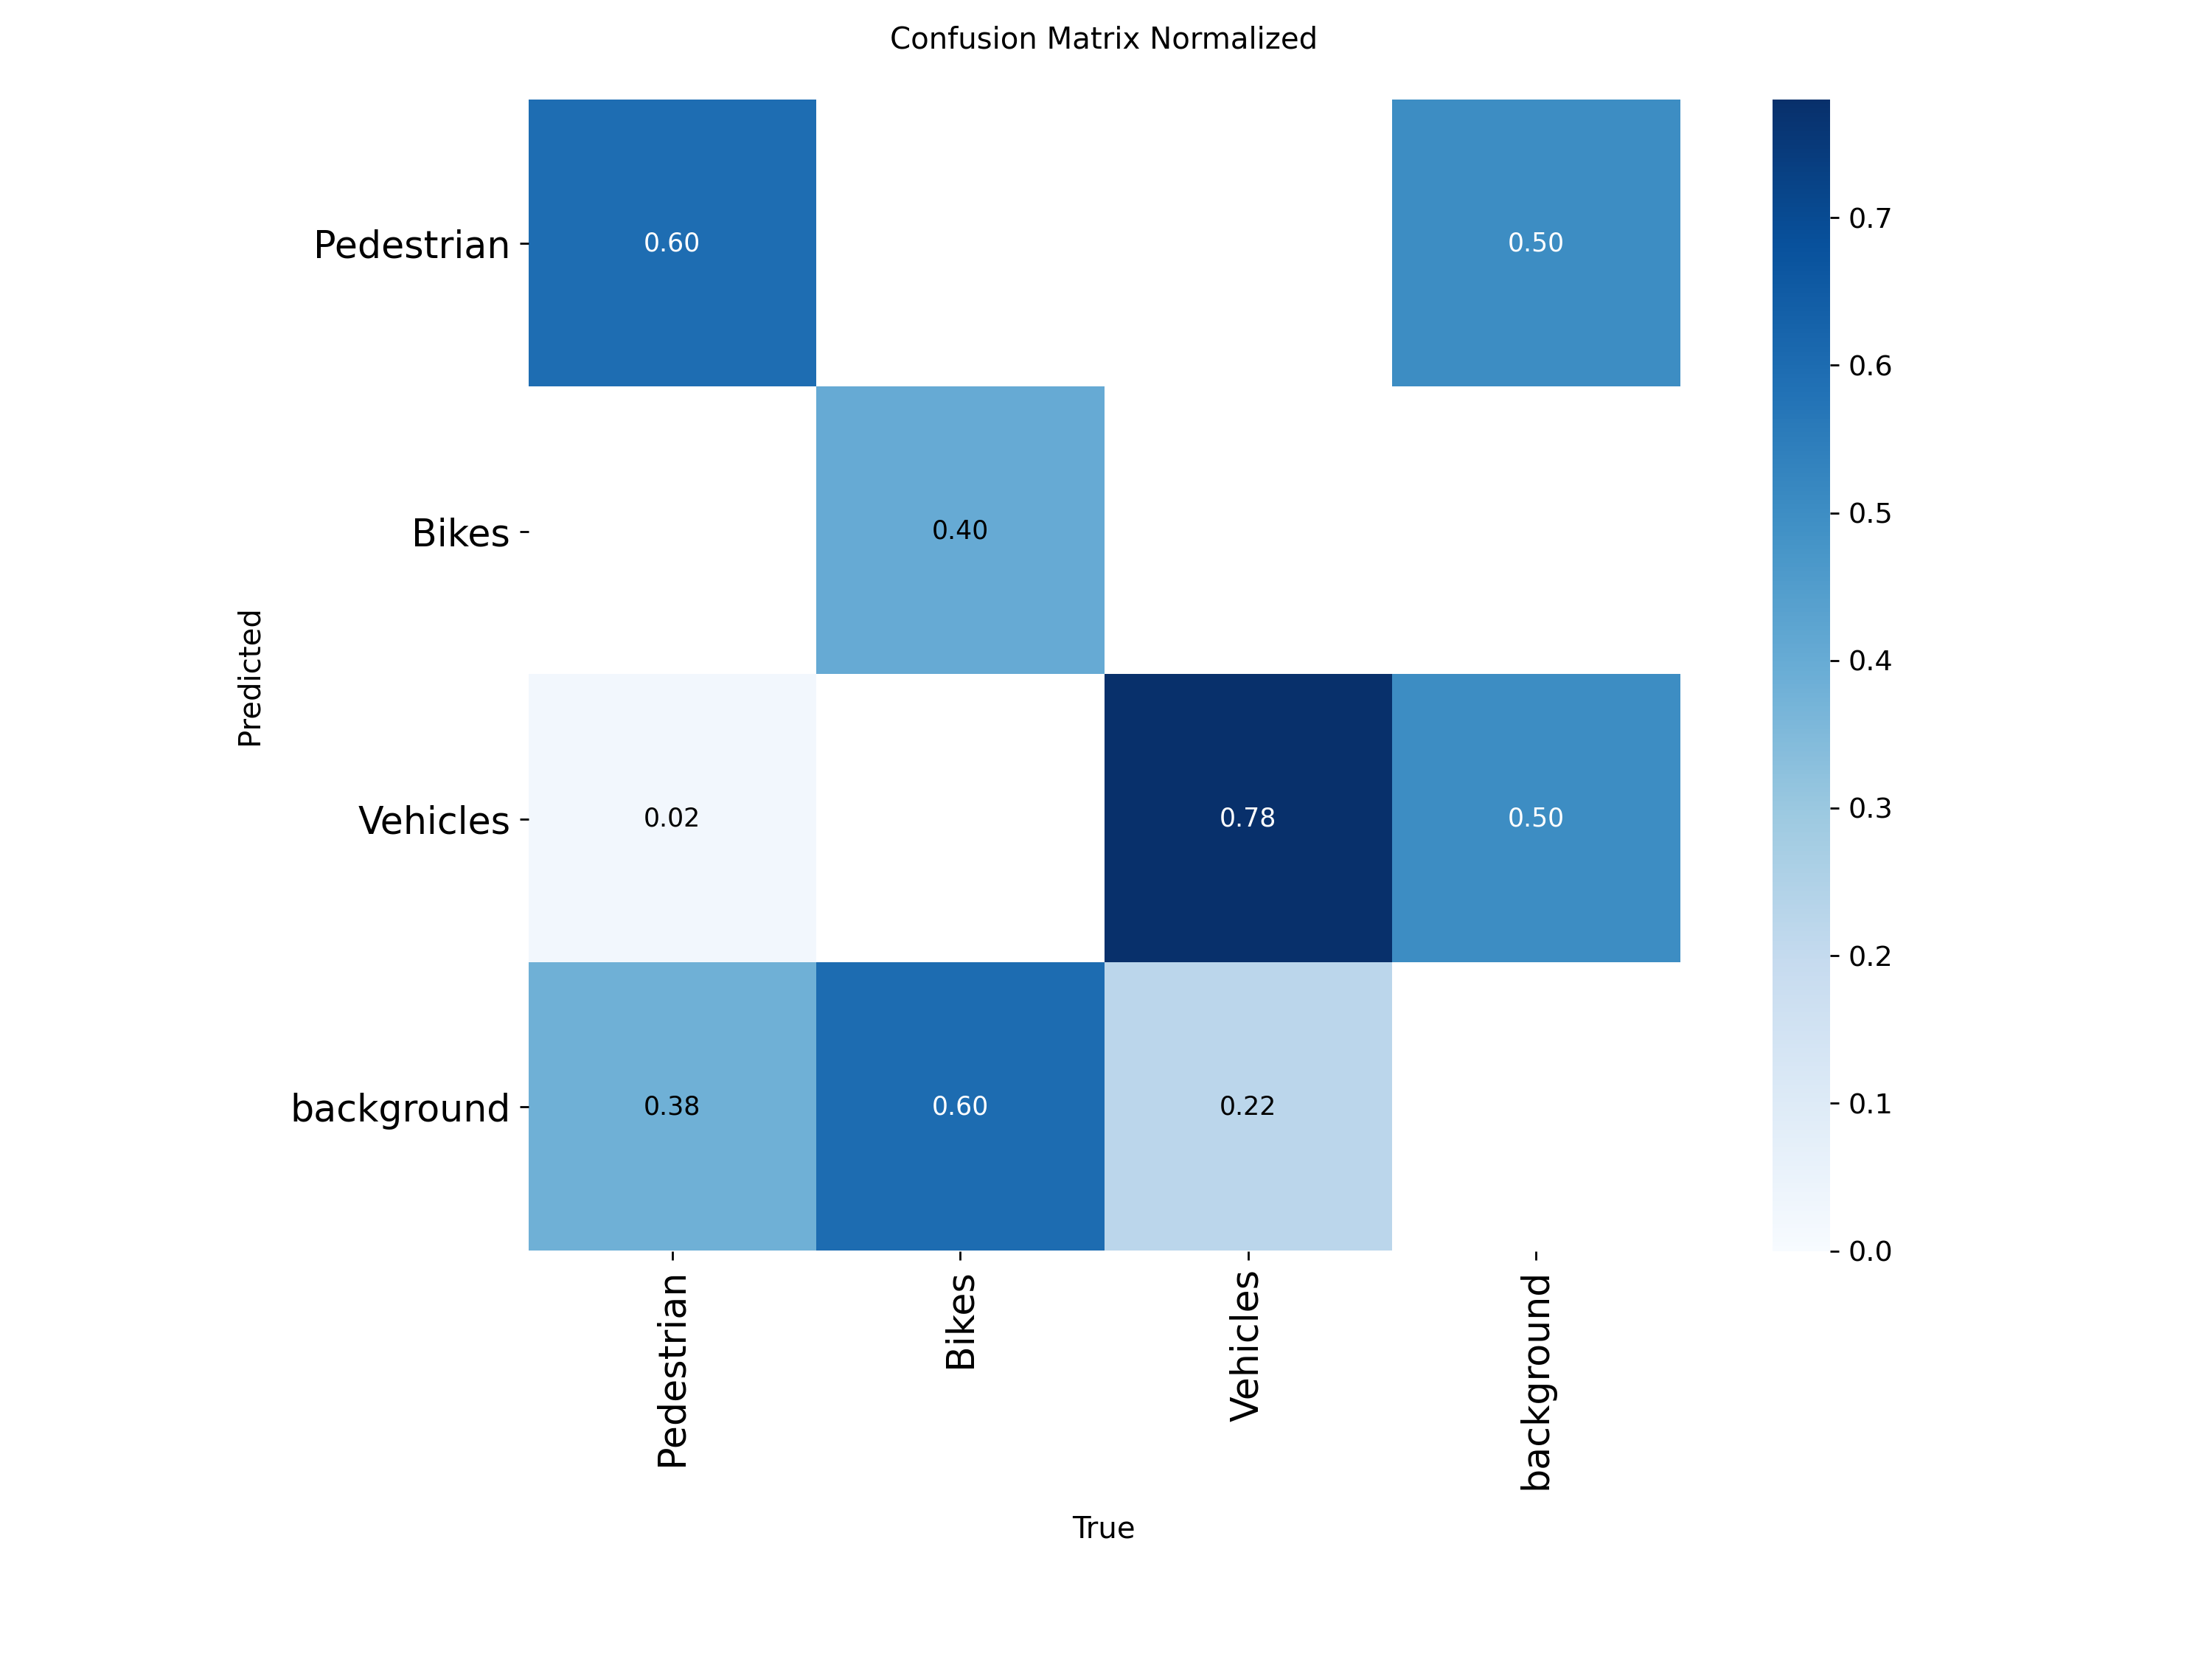 Confusion Matrix Normalized
Pedestrian
0.60
0.50
Bikes
0.40
Vehicles
0.02
0.78
0.50
background
0.38
0.60
0.22
Pedestrian
Bikes
Vehicles
background
Predicted
True
0.7
0.6
0.5
0.4
0.3
0.2
0.1
0.0